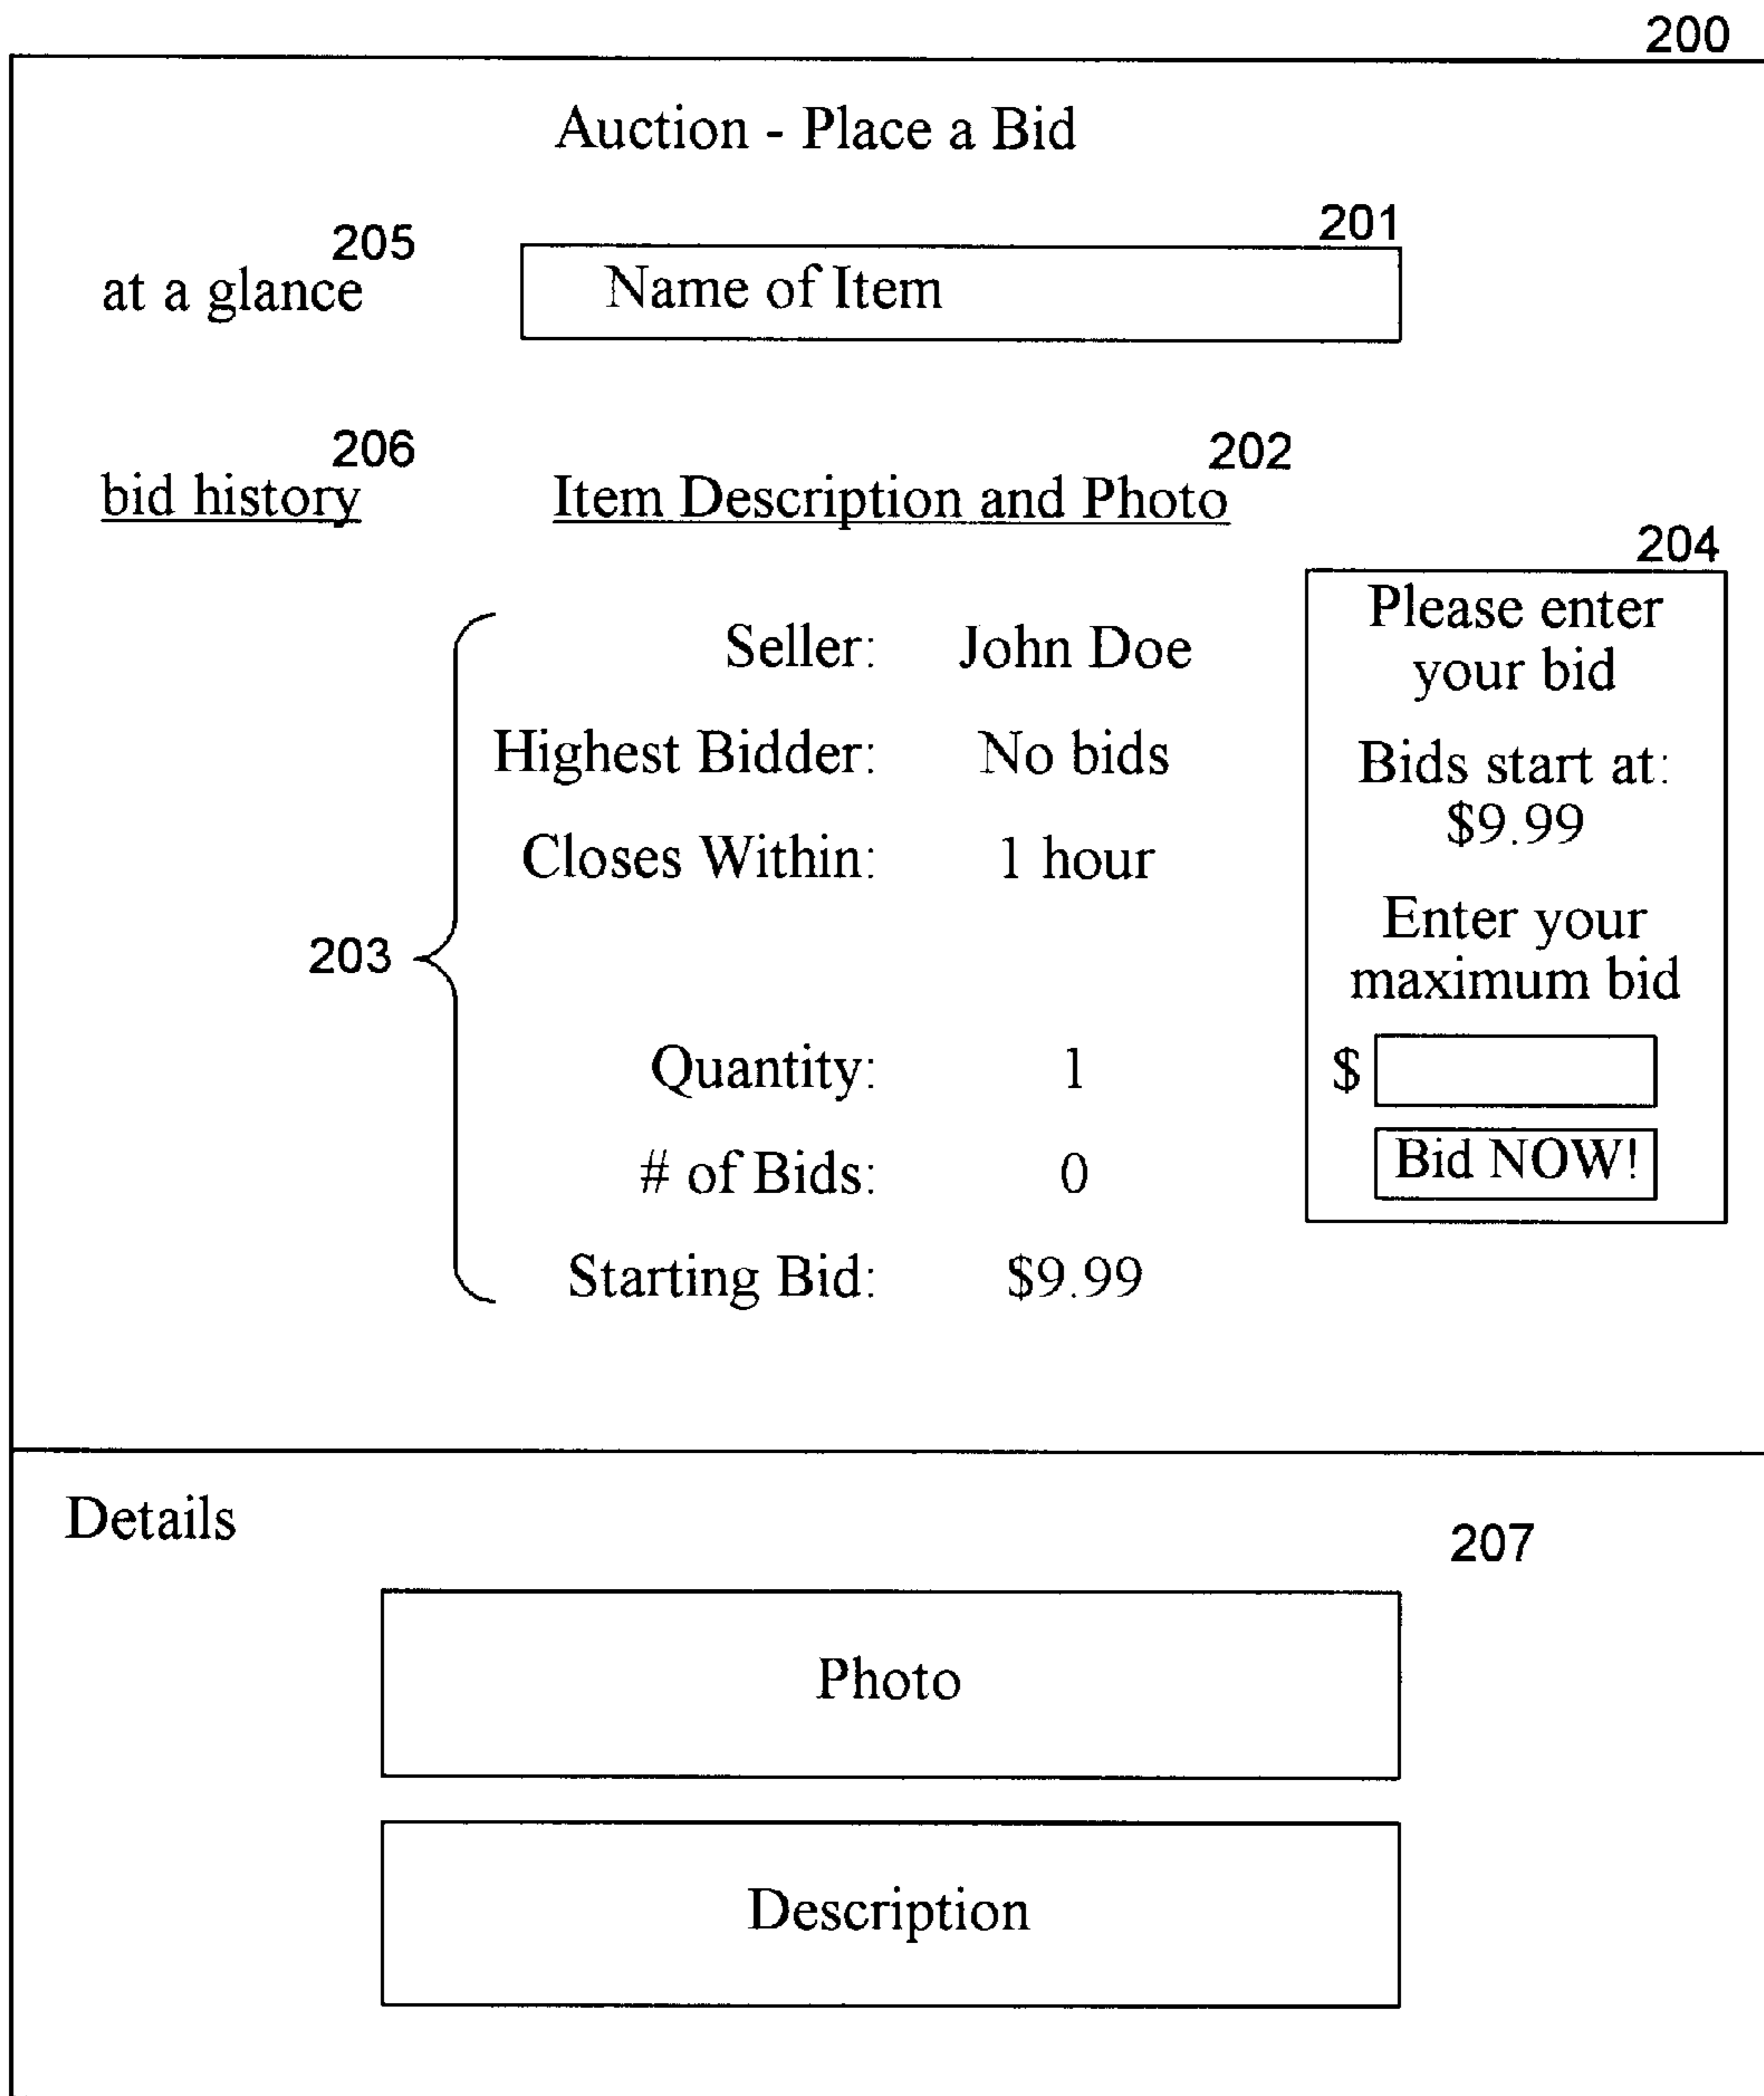 200
Auction - Place a Bid
205
201
at a glance
Name of Item
206
202
bid history
Item Description and Photo
204
Seller: John Doe
Highest Bidder: No bids
Closes Within: 1 hour
203
Quantity: 1
# of Bids: 0
Starting Bid: $9.99
Please enter
your bid
Bids start at:
$9.99
Enter your
maximum bid
$
Bid NOW!
Details
207
Photo
Description